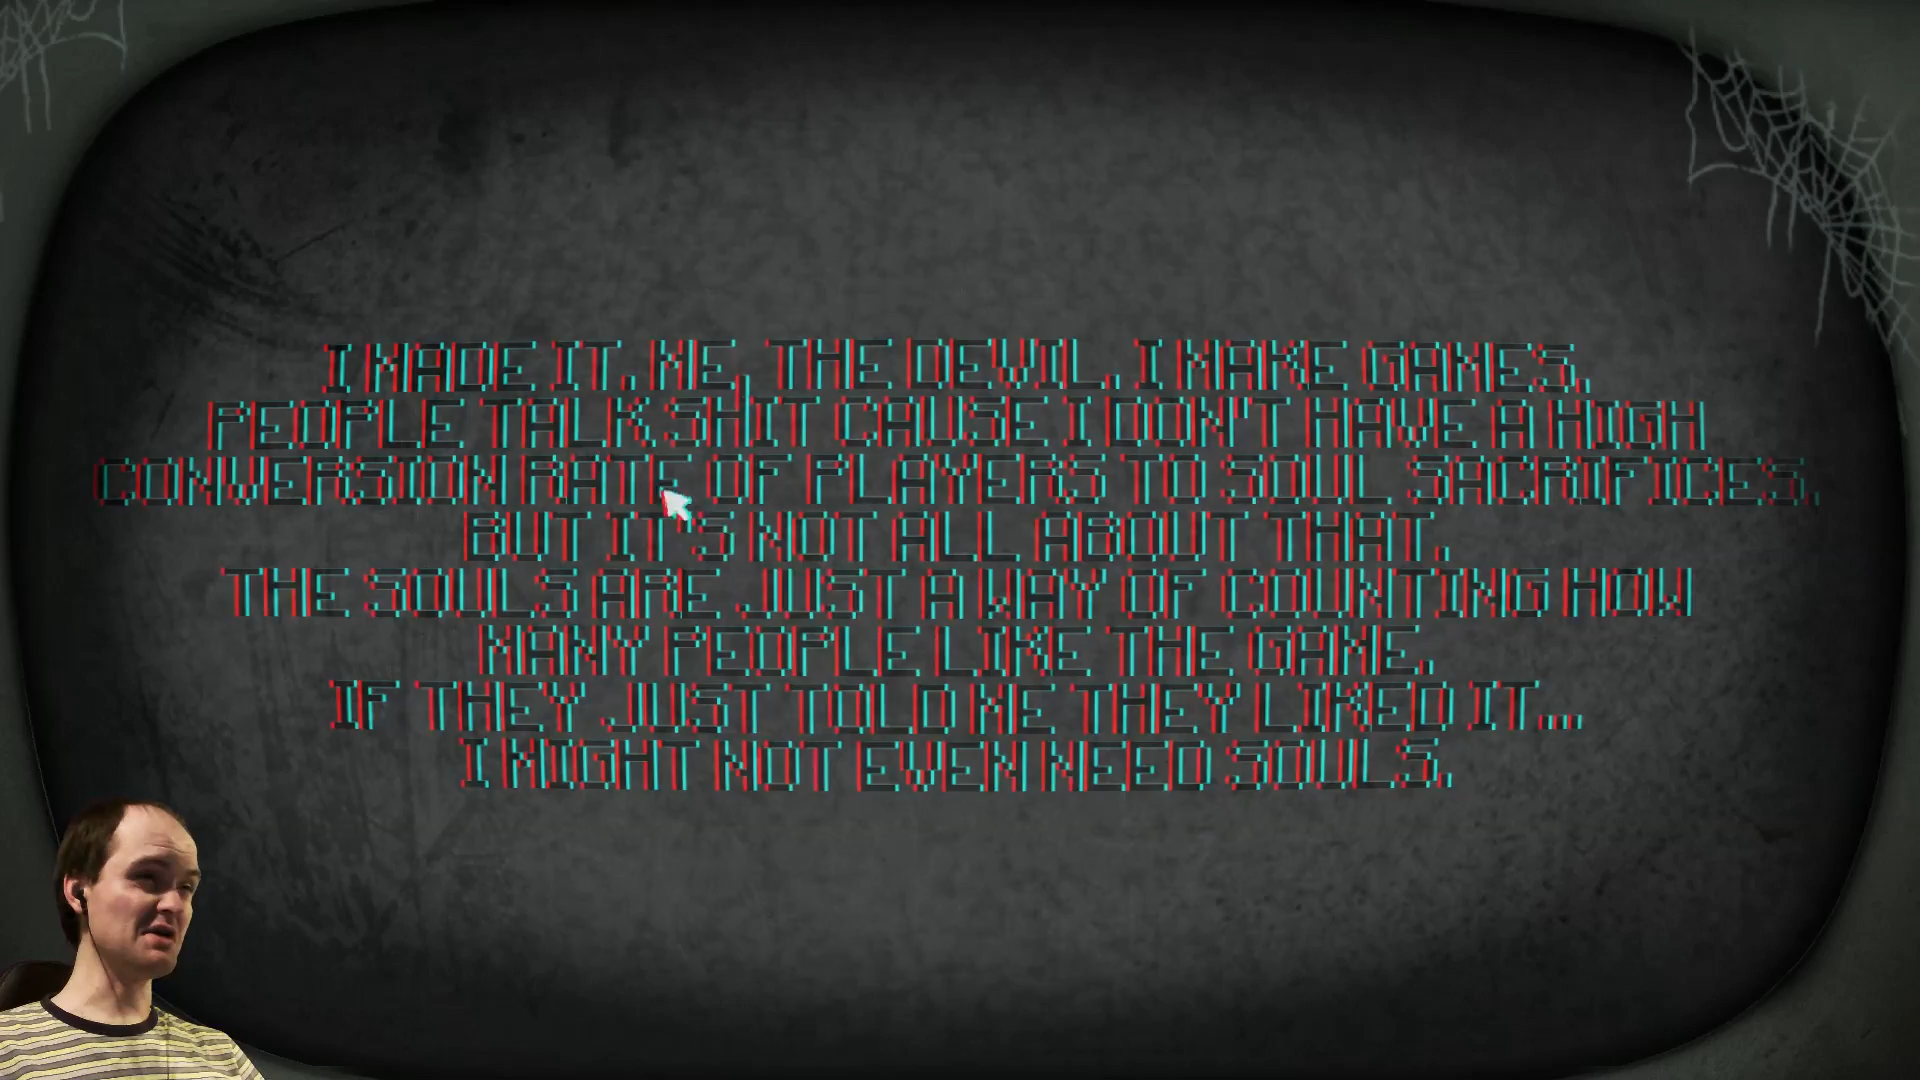 I MADE IT. ME, THE DEVIL. I MAKE GAMES.
PEOPLE TALK SHIT CAUSE I DON'T HAVE A HIGH
CONVERSION RATE OF PLAYERS TO SOUL SACRIFICES.
BUT IT'S NOT ALL ABOUT THAT.
THE SOULS ARE JUST A WAY OF COUNTING HOW
MANY PEOPLE LIKE THE GAME.
IF THEY JUST TOLD ME THEY LIKED IT...
I MIGHT NOT EVEN NEED SOULS.